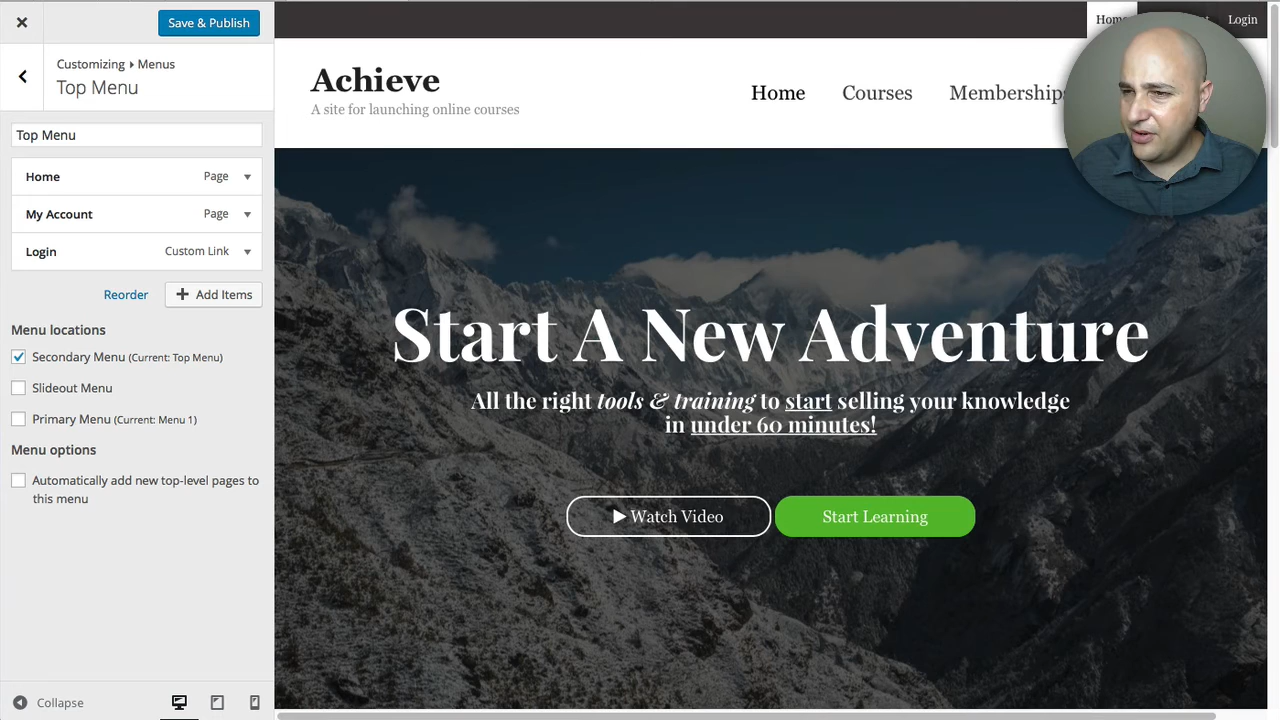 Save & Publish
Customizing ▸ Menus
Top Menu
Top Menu
Home Page
My Account Page
Login Custom Link
Reorder
Add Items
Menu locations
Secondary Menu (Current: Top Menu)
Slideout Menu
Primary Menu (Current: Menu 1)
Menu options
Automatically add new top-level pages to
this menu
Collapse
Login
Achieve
A site for launching online courses
Home Courses Memberships
Start A New Adventure
All the right tools & training to start selling your knowledge
in under 60 minutes!
Watch Video
Start Learning